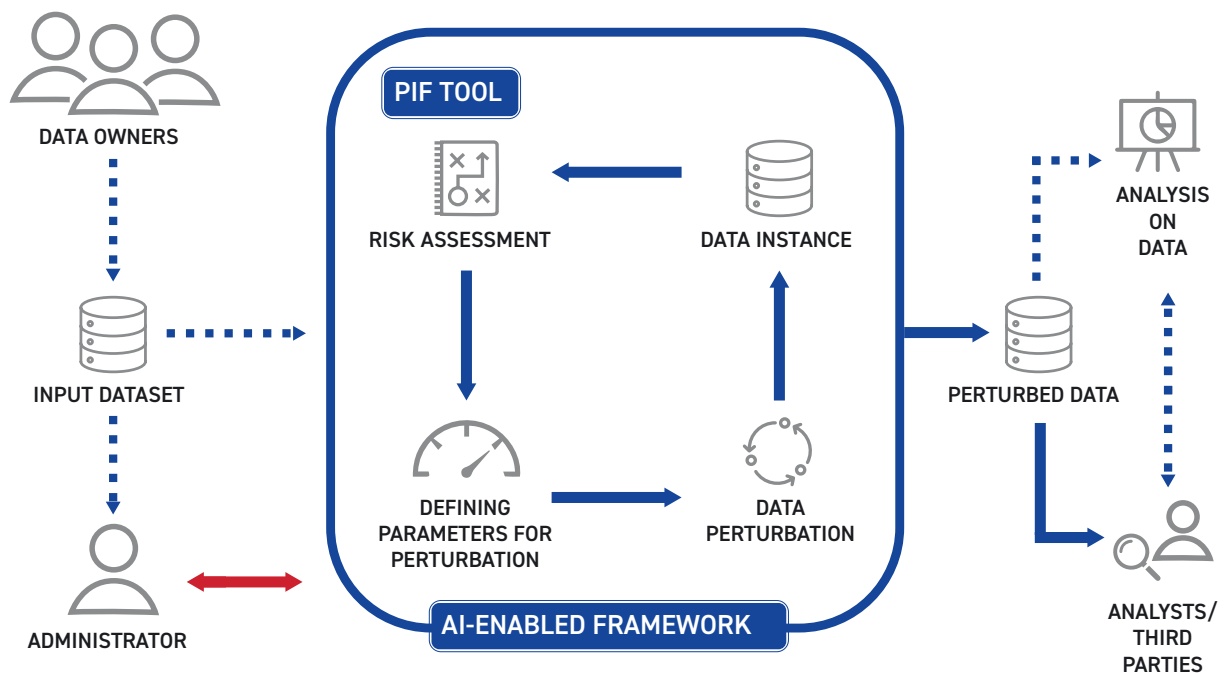 DATA OWNERS
INPUT DATASET
ADMINISTRATOR
PIF TOOL
RISK ASSESSMENT
DATA INSTANCE
DEFINING
PARAMETERS FOR
PERTURBATION
DATA
PERTURBATION
AI-ENABLED FRAMEWORK
PERTURBED DATA
ANALYSIS
ON
DATA
ANALYSTS/
THIRD
PARTIES